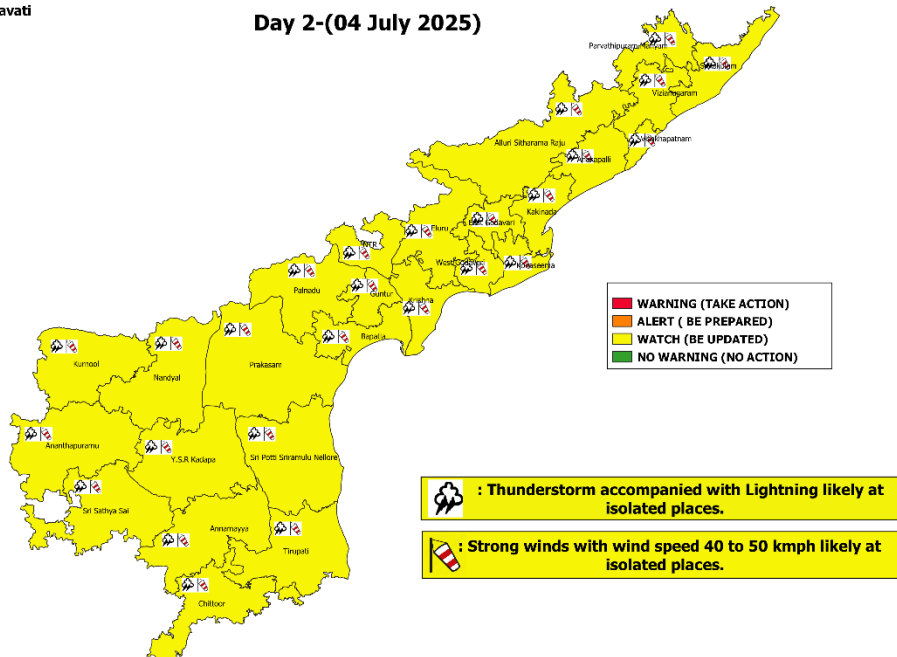 avati
Day 2-(04 July 2025)
Parvathipuram Manyam
Srikakulam
Vizianagaram
Visakhapatnam
Alluri Sitharama Raju
Anakapalli
Kakinada
East Godavari
Eluru
NTR
West Godavari
Konaseema
Palnadu
Guntur
Krishna
Bapatla
Prakasam
Kurnool
Nandyal
Ananthapuramu
Y.S.R Kadapa
Sri Potti Sriramulu Nellore
Sri Sathya Sai
Annamayya
Tirupati
Chittoor
WARNING (TAKE ACTION)
ALERT ( BE PREPARED)
WATCH (BE UPDATED)
NO WARNING (NO ACTION)
: Thunderstorm accompanied with Lightning likely at
isolated places.
: Strong winds with wind speed 40 to 50 kmph likely at
isolated places.